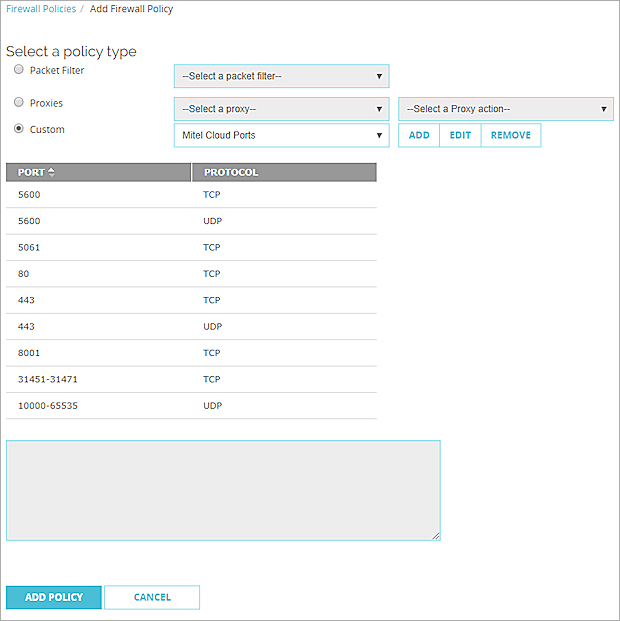 Firewall Policies / Add Firewall Policy
Select a policy type
Packet Filter --Select a packet filter--
Proxies --Select a proxy-- --Select a Proxy action--
Custom Mitel Cloud Ports ADD EDIT REMOVE
PORT PROTOCOL
5600 TCP
5600 UDP
5061 TCP
80 TCP
443 TCP
443 UDP
8001 TCP
31451-31471 TCP
10000-65535 UDP
ADD POLICY CANCEL